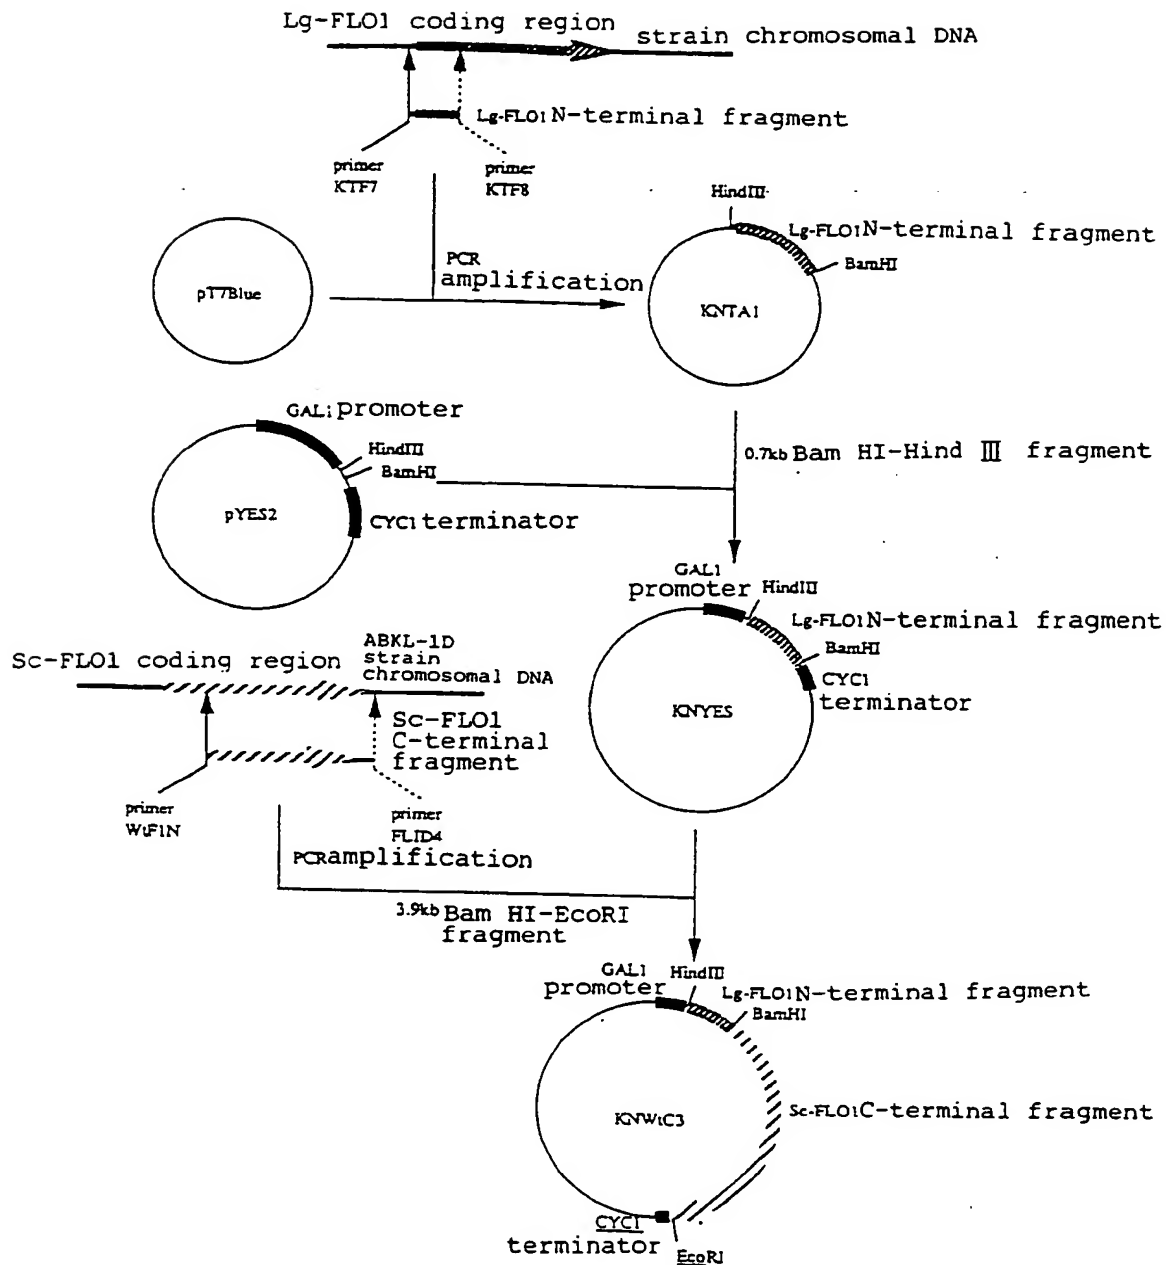 Lg-FLO1 coding region
strain chromosomal DNA
Lg-FLO1 N-terminal fragment
primer
KTF7
primer
KTF8
HindIII
Lg-FLO1 N-terminal fragment
BamHI
PCR
amplification
pT7Blue
KNTA1
GAL1 promoter
HindIII
BamHI
0.7kb Bam HI-Hind III fragment
pYES2
CYC1 terminator
GAL1
promoter
HindIII
Lg-FLO1 N-terminal fragment
BamHI
CYC1
terminator
KNYES
Sc-FLO1 coding region
ABKL-1D
strain
chromosomal DNA
Sc-FLO1
C-terminal
fragment
primer
WtF1N
primer
FLID4
PCR amplification
3.9kb Bam HI-EcoRI
fragment
GAL1
promoter
HindIII
Lg-FLO1 N-terminal fragment
BamHI
KNWtC3
Sc-FLO1 C-terminal fragment
CYC1
terminator
EcoRI